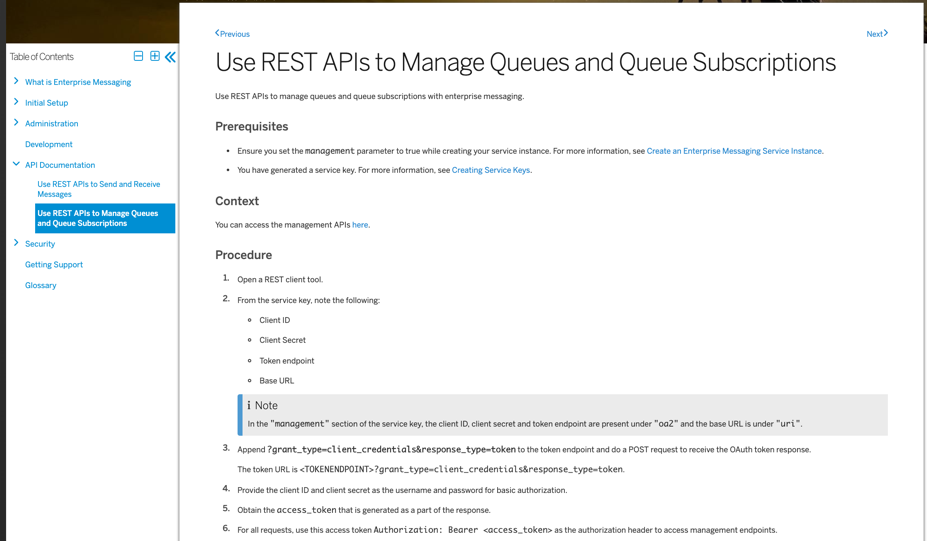 Table of Contents
What is Enterprise Messaging
Initial Setup
Administration
Development
API Documentation
Use REST APIs to Send and Receive
Messages
Use REST APIs to Manage Queues
and Queue Subscriptions
Security
Getting Support
Glossary
Previous
Next
Use REST APIs to Manage Queues and Queue Subscriptions
Use REST APIs to manage queues and queue subscriptions with enterprise messaging.
Prerequisites
• Ensure you set the management parameter to true while creating your service instance. For more information, see Create an Enterprise Messaging Service Instance.
• You have generated a service key. For more information, see Creating Service Keys.
Context
You can access the management APIs here.
Procedure
1. Open a REST client tool.
2. From the service key, note the following:
Client ID
Client Secret
Token endpoint
Base URL
i Note
In the "management" section of the service key, the client ID, client secret and token endpoint are present under "oa2" and the base URL is under "uri".
3. Append ?grant_type=client_credentials&response_type=token to the token endpoint and do a POST request to receive the OAuth token response.
The token URL is <TOKENENDPOINT>?grant_type=client_credentials&response_type=token.
4. Provide the client ID and client secret as the username and password for basic authorization.
5. Obtain the access_token that is generated as a part of the response.
6. For all requests, use this access token Authorization: Bearer <access_token> as the authorization header to access management endpoints.